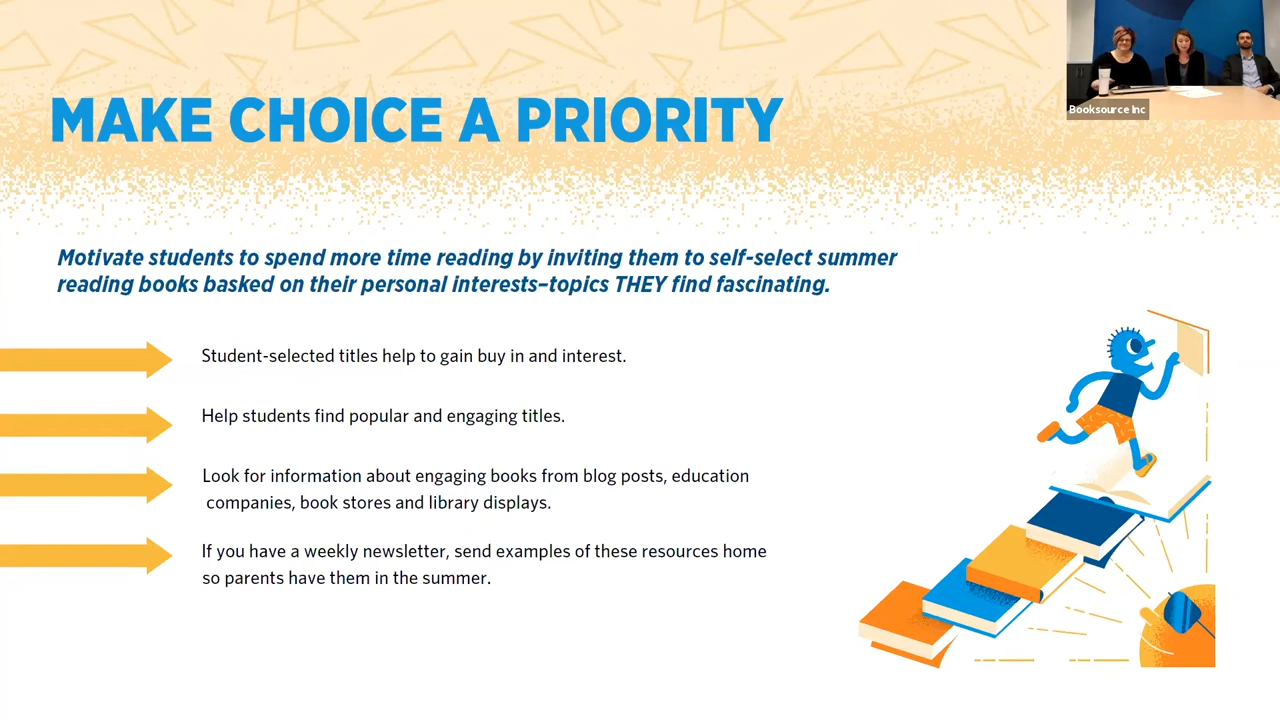 MAKE CHOICE A PRIORITY
Booksource Inc
Motivate students to spend more time reading by inviting them to self-select summer
reading books basked on their personal interests–topics THEY find fascinating.
Student-selected titles help to gain buy in and interest.
Help students find popular and engaging titles.
Look for information about engaging books from blog posts, education
companies, book stores and library displays.
If you have a weekly newsletter, send examples of these resources home
so parents have them in the summer.